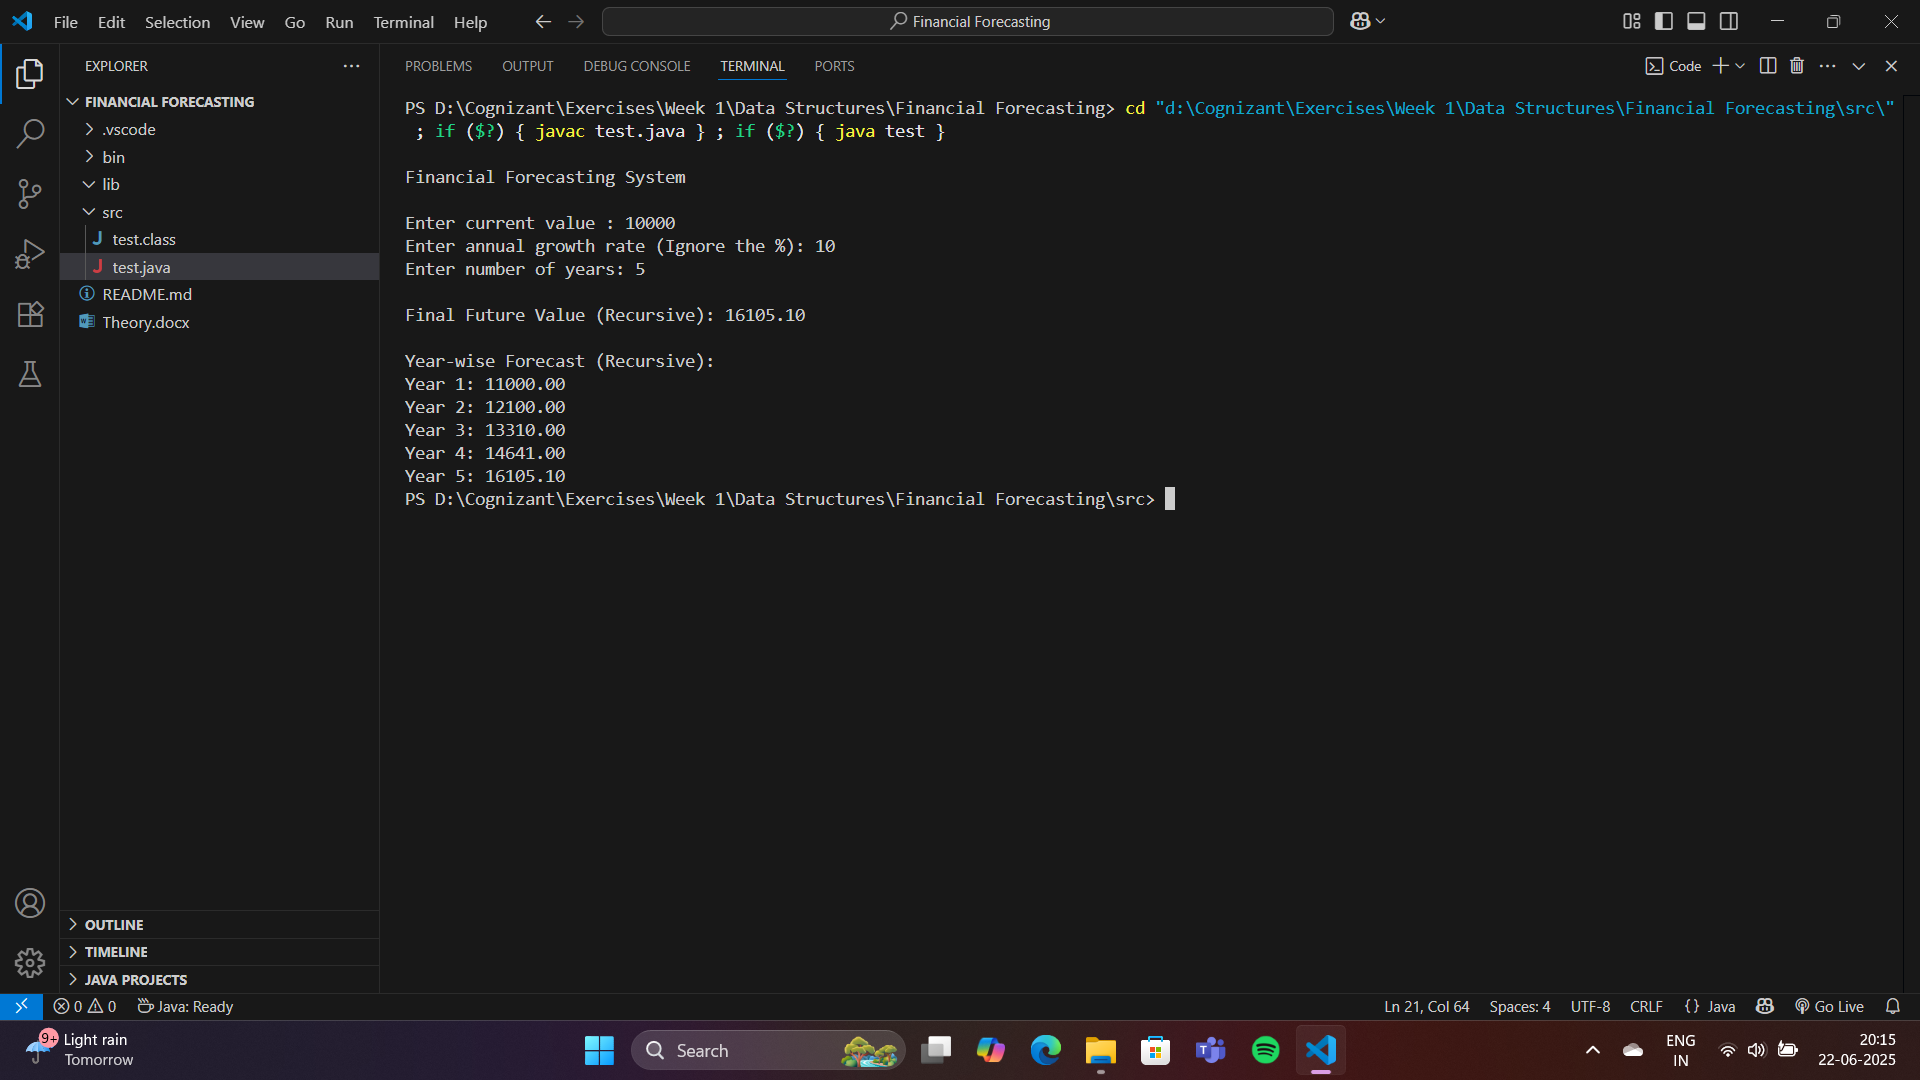 File Edit Selection View Go Run Terminal Help
Financial Forecasting
EXPLORER
FINANCIAL FORECASTING
.vscode
bin
lib
src
test.class
test.java
README.md
Theory.docx
OUTLINE
TIMELINE
JAVA PROJECTS
PROBLEMS OUTPUT DEBUG CONSOLE TERMINAL PORTS
Code
PS D:\Cognizant\Exercises\Week 1\Data Structures\Financial Forecasting> cd "d:\Cognizant\Exercises\Week 1\Data Structures\Financial Forecasting\src\"
; if ($?) { javac test.java } ; if ($?) { java test }
Financial Forecasting System
Enter current value : 10000
Enter annual growth rate (Ignore the %): 10
Enter number of years: 5
Final Future Value (Recursive): 16105.10
Year-wise Forecast (Recursive):
Year 1: 11000.00
Year 2: 12100.00
Year 3: 13310.00
Year 4: 14641.00
Year 5: 16105.10
PS D:\Cognizant\Exercises\Week 1\Data Structures\Financial Forecasting\src>
0 0 Java: Ready
Ln 21, Col 64 Spaces: 4 UTF-8 CRLF {} Java Go Live
9+
Light rain
Tomorrow
Search
ENG
IN
20:15
22-06-2025